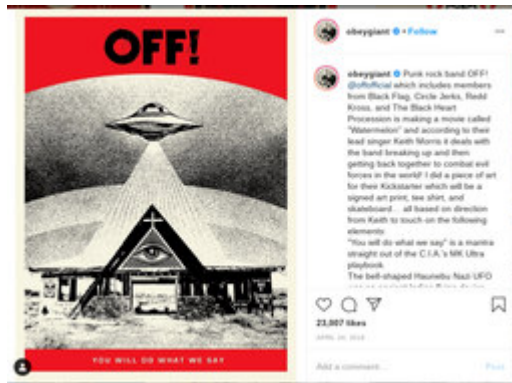 OFF!
YOU WILL DO WHAT WE SAY
obeygiant • Follow
obeygiant Punk rock band OFF!
@offofficial which includes members
from Black Flag, Circle Jerks, Redd
Kross, and The Black Heart
Procession is making a movie called
"Watermelon" and according to their
lead singer Keith Morris it deals with
the band breaking up and then
getting back together to combat evil
forces in the world! I did a piece of art
for their Kickstarter which will be a
signed art print, tee shirt, and
skateboard... all based on direction
from Keith to touch on the following
elements:
"You will do what we say" is a mantra
straight out of the C.I.A.'s MK Ultra
playbook
The bell-shaped Haunebu Nazi UFO
23,007 likes
Add a comment...
Post